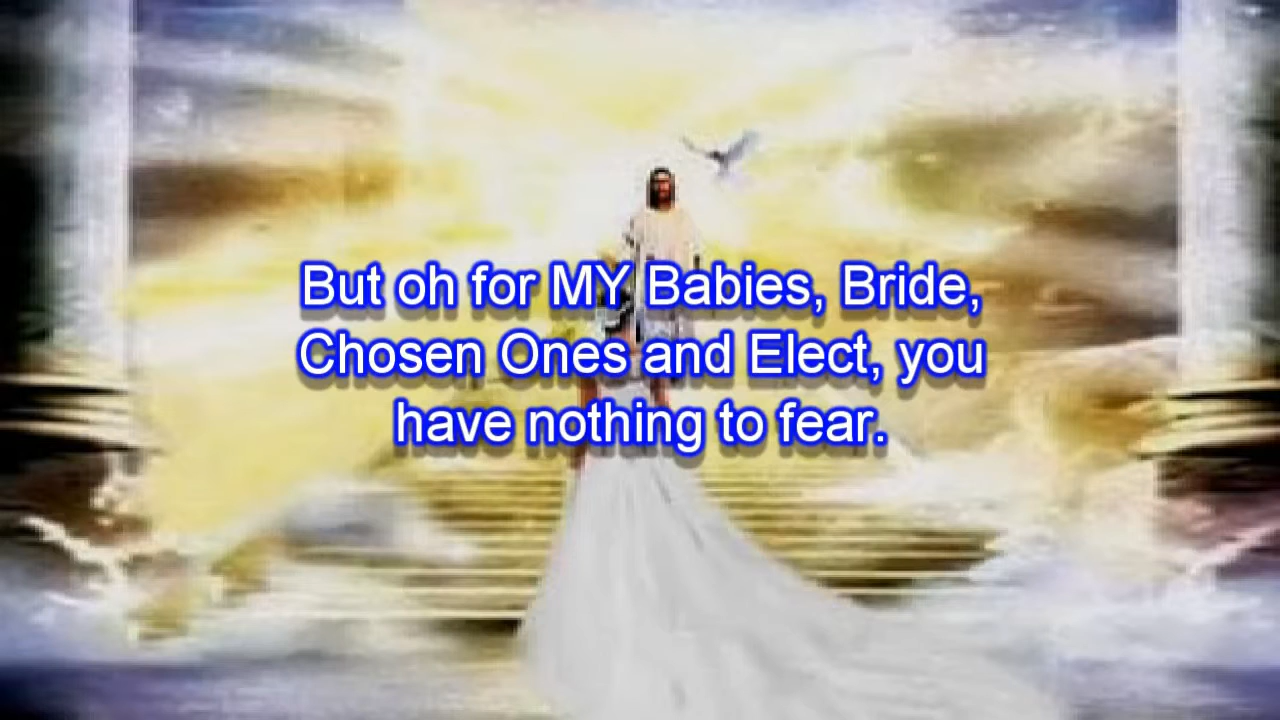 But oh for MY Babies, Bride,
Chosen Ones and Elect, you
have nothing to fear.